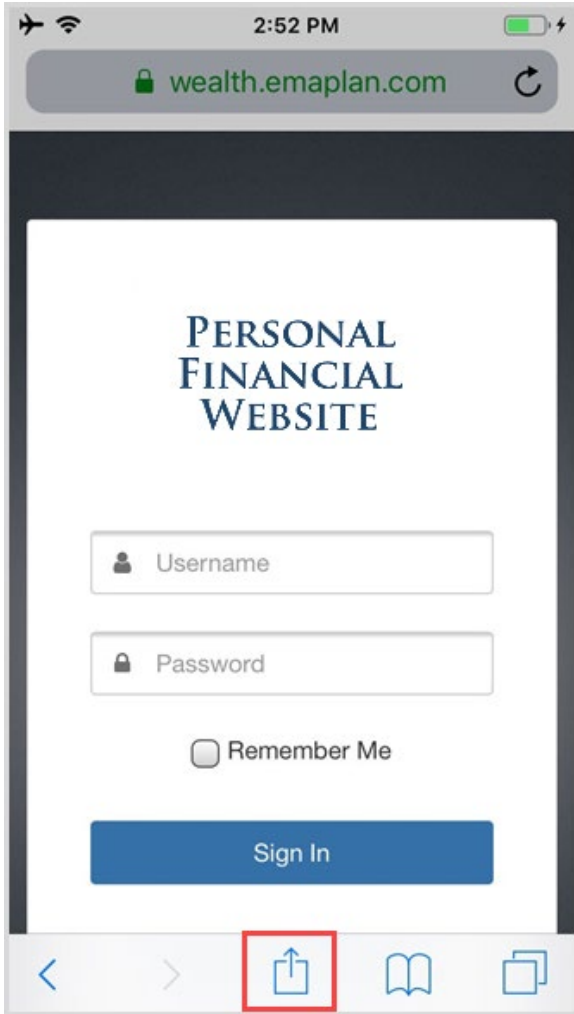 2:52 PM
wealth.emaplan.com
PERSONAL
FINANCIAL
WEBSITE
Username
Password
Remember Me
Sign In